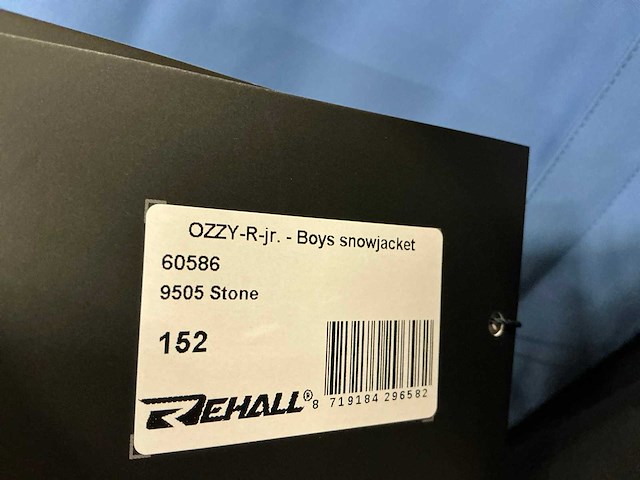 OZZY-R-jr. - Boys snowjacket
60586
9505 Stone
152
REHALL®
8 719184 296582